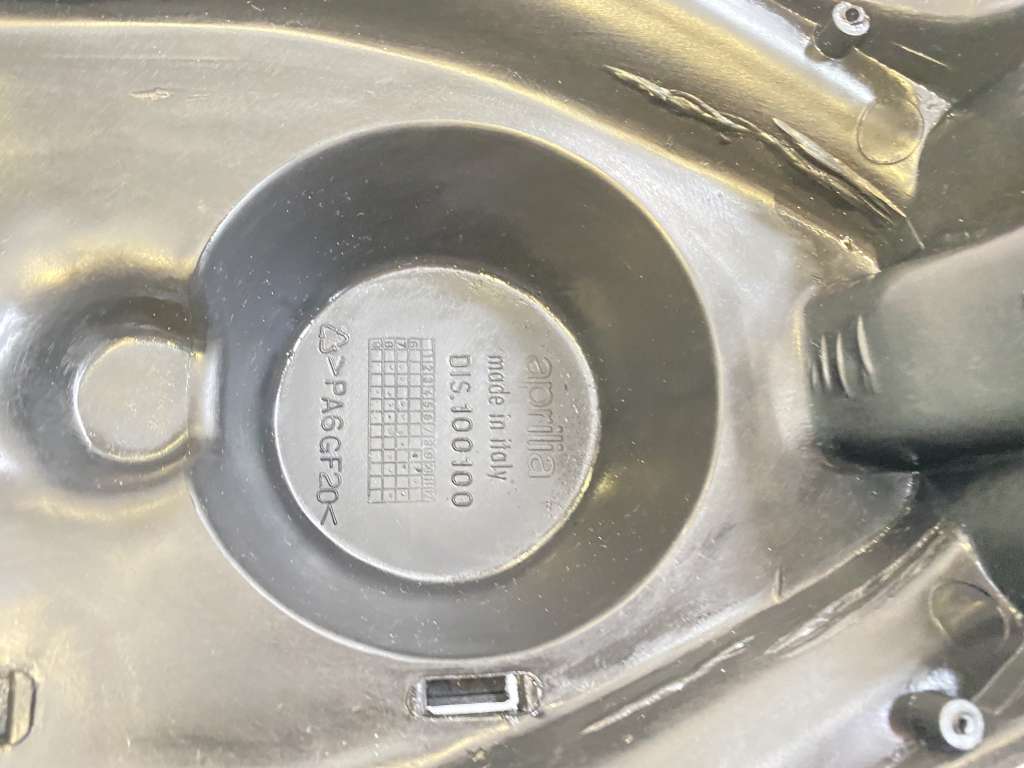 aprilia
made in italy
DIS.100100
>PA6GF20<